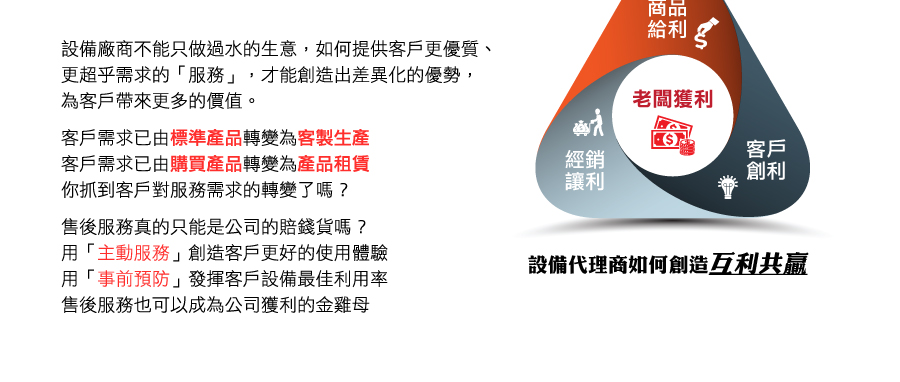 設備廠商不能只做過水的生意，如何提供客戶更優質、
更超乎需求的「服務」，才能創造出差異化的優勢，
為客戶帶來更多的價值。
客戶需求已由標準產品轉變為客製生產
客戶需求已由購買產品轉變為產品租賃
你抓到客戶對服務需求的轉變了嗎？
售後服務真的只能是公司的賠錢貨嗎？
用「主動服務」創造客戶更好的使用體驗
用「事前預防」發揮客戶設備最佳利用率
售後服務也可以成為公司獲利的金雞母
商品
給利
老闆獲利
經銷
讓利
客戶
創利
設備代理商如何創造互利共贏